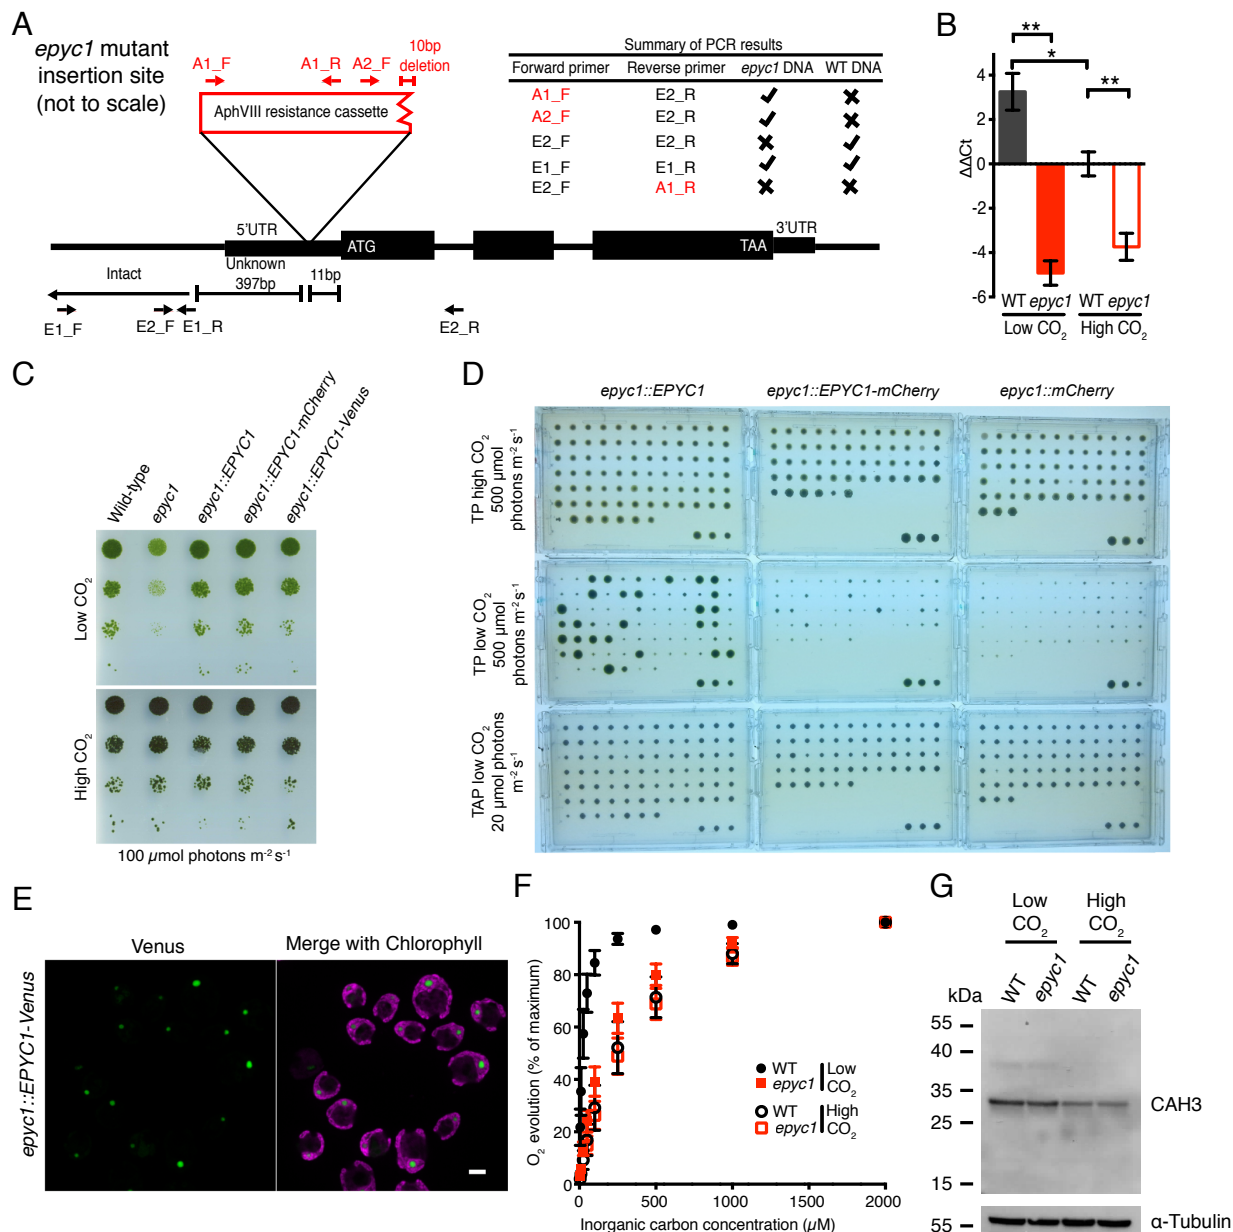 A
epyc1 mutant
insertion site
(not to scale)
A1_F
A1_R
A2_F
10bp
deletion
AphVIII resistance cassette
5'UTR
ATG
TAA
3'UTR
Intact
Unknown
397bp
11bp
E1_F
E2_F
E1_R
E2_R
Summary of PCR results
Forward primer Reverse primer epyc1 DNA WT DNA
A1_F E2_R ✓ ✗
A2_F E2_R ✓ ✗
E2_F E2_R ✗ ✓
E1_F E1_R ✓ ✓
E2_F A1_R ✗ ✗
B
**
*
**
ΔΔCt
4
2
0
-2
-4
-6
WT epyc1 WT epyc1
Low CO2 High CO2
C
Wild-type
epyc1
epyc1::EPYC1
epyc1::EPYC1-mCherry
epyc1::EPYC1-Venus
Low CO2
High CO2
100 µmol photons m-2 s-1
D
epyc1::EPYC1 epyc1::EPYC1-mCherry epyc1::mCherry
TP high CO2
500 µmol
photons m-2 s-1
TP low CO2
500 µmol
photons m-2 s-1
TAP low CO2
20 µmol photons
m-2 s-1
E
Venus
Merge with Chlorophyll
epyc1::EPYC1-Venus
F
O2 evolution (% of maximum)
100
80
60
40
20
0
0 500 1000 2000
Inorganic carbon concentration (µM)
WT
epyc1
Low
CO2
WT
epyc1
High
CO2
G
Low
CO2
High
CO2
WT epyc1 WT epyc1
kDa
55
40
35
25
15
55
CAH3
α-Tubulin